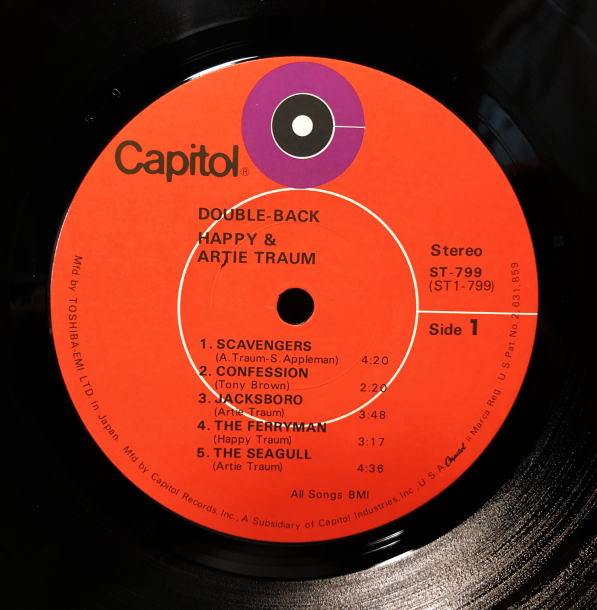 Capitol®
DOUBLE-BACK
HAPPY &
ARTIE TRAUM
Stereo
ST-799
(ST1-799)
Side 1
1. SCAVENGERS
(A.Traum-S. Appleman) 4:20
2. CONFESSION
(Tony Brown) 2:20
3. JACKSBORO
(Artie Traum) 3:48
4. THE FERRYMAN
(Happy Traum) 3:17
5. THE SEAGULL
(Artie Traum) 4:36
All Songs BMI
Mfd by TOSHIBA-EMI LTD. in Japan. Mfd by Capitol Records, Inc., A Subsidiary of Capitol Industries, Inc., U.S.A. Capitol Marca Reg. U.S. Pat. No. 2,631,859